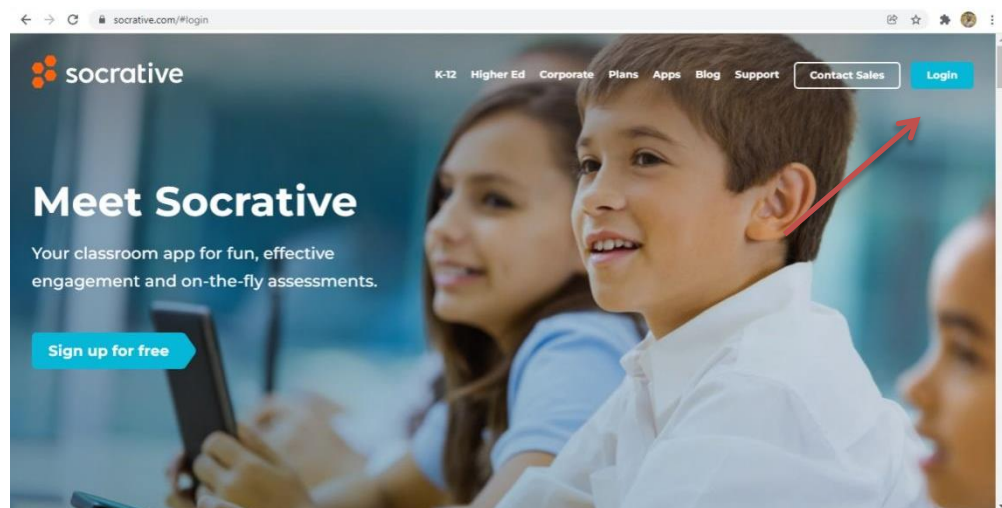 socrative.com/#login
socrative
K-12 Higher Ed Corporate Plans Apps Blog Support Contact Sales Login
Meet Socrative
Your classroom app for fun, effective
engagement and on-the-fly assessments.
Sign up for free